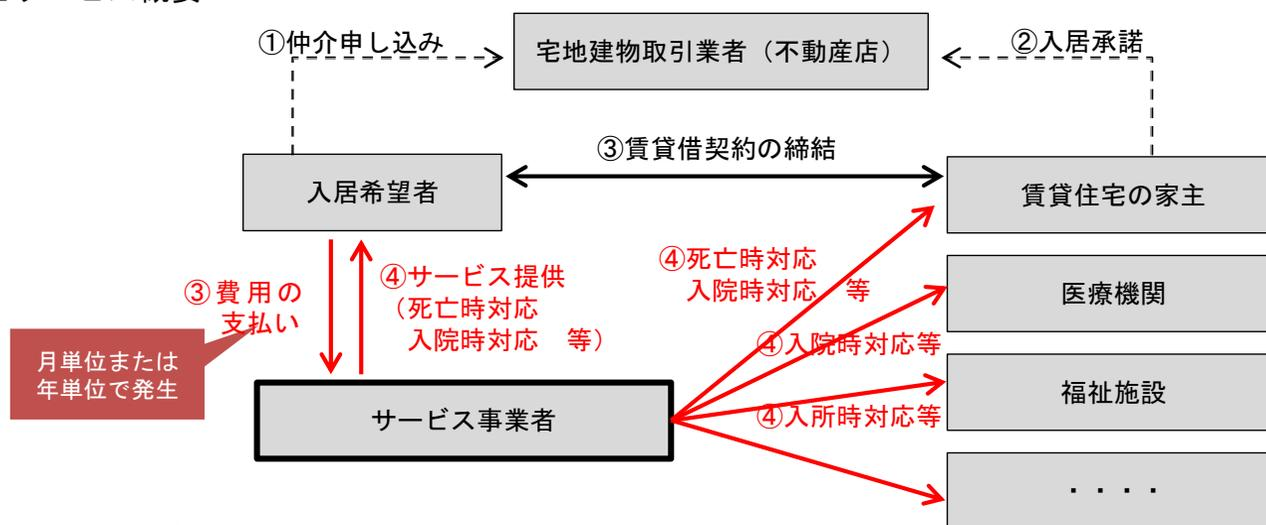 ①仲介申し込み
宅地建物取引業者（不動産店）
②入居承諾
③賃貸借契約の締結
入居希望者
賃貸住宅の家主
③費用の
支払い
④サービス提供
（死亡時対応
入院時対応　等）
④死亡時対応
入院時対応　等
医療機関
④入院時対応等
月単位または
年単位で発生
福祉施設
④入所時対応等
サービス事業者
・・・・